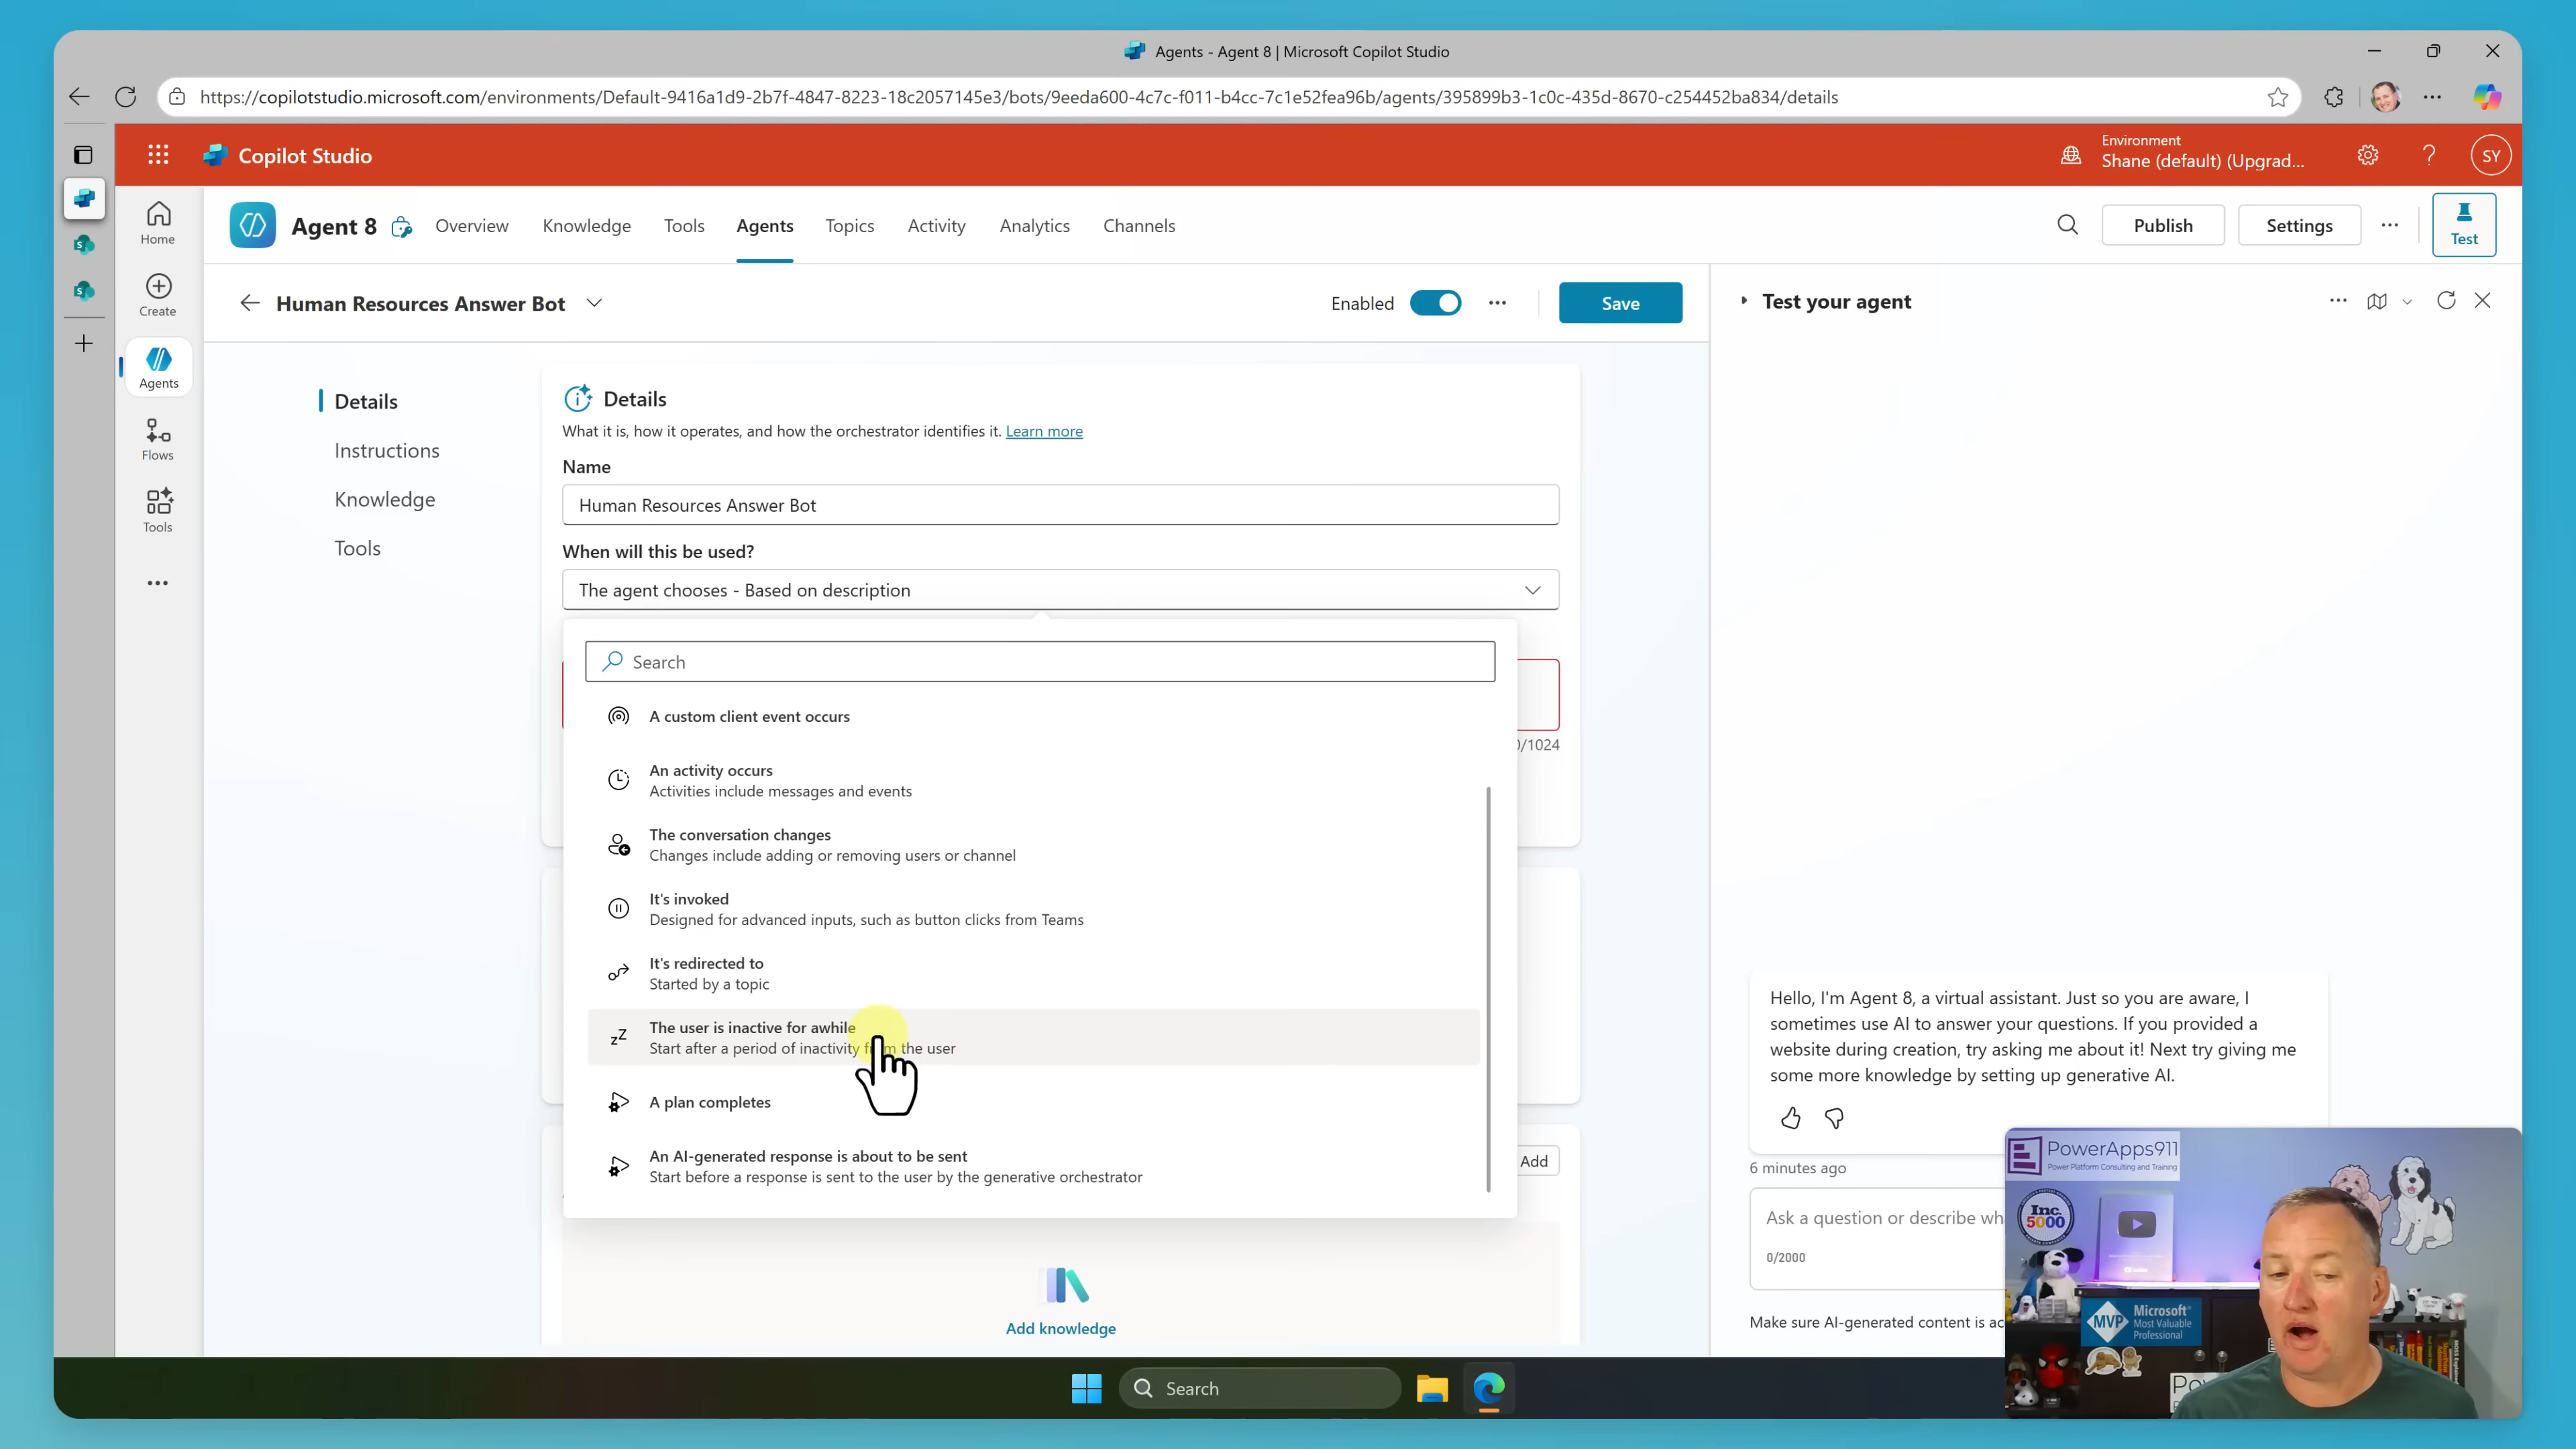 Agents - Agent 8 | Microsoft Copilot Studio
https://copilotstudio.microsoft.com/environments/Default-9416a1d9-2b7f-4847-8223-18c2057145e3/bots/9eeda600-4c7c-f011-b4cc-7c1e52fea96b/agents/395899b3-1c0c-435d-8670-c254452ba834/details
Copilot Studio
Environment
Shane (default) (Upgrad...
SY
Home
Create
Agents
Flows
Tools
Agent 8
Overview
Knowledge
Tools
Agents
Topics
Activity
Analytics
Channels
Publish
Settings
Test
Human Resources Answer Bot
Enabled
Save
Details
Instructions
Knowledge
Tools
Details
What it is, how it operates, and how the orchestrator identifies it. Learn more
Name
Human Resources Answer Bot
When will this be used?
The agent chooses - Based on description
Search
A custom client event occurs
An activity occurs
Activities include messages and events
The conversation changes
Changes include adding or removing users or channel
It's invoked
Designed for advanced inputs, such as button clicks from Teams
It's redirected to
Started by a topic
The user is inactive for awhile
Start after a period of inactivity from the user
A plan completes
An AI-generated response is about to be sent
Start before a response is sent to the user by the generative orchestrator
0/1024
Add
Add knowledge
Test your agent
Hello, I'm Agent 8, a virtual assistant. Just so you are aware, I
sometimes use AI to answer your questions. If you provided a
website during creation, try asking me about it! Next try giving me
some more knowledge by setting up generative AI.
6 minutes ago
Ask a question or describe wh
0/2000
Make sure AI-generated content is ac
PowerApps911
Power Platform Consulting and Training
Inc.
5000
Microsoft®
MVP
Most Valuable
Professional
Search